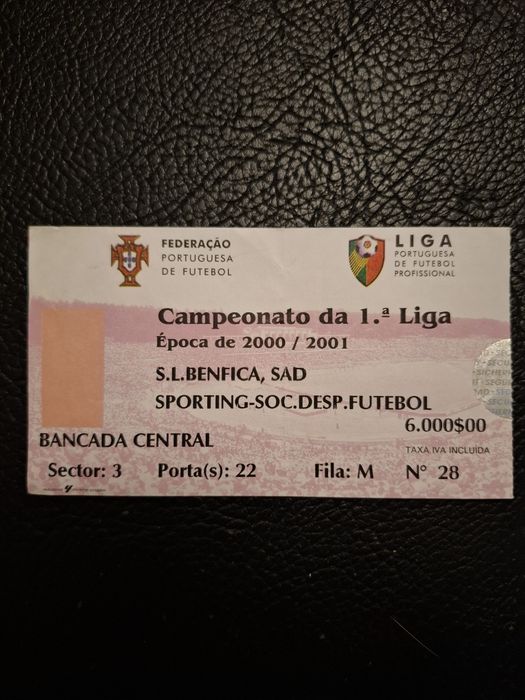 FEDERAÇÃO
PORTUGUESA
DE FUTEBOL
LIGA
PORTUGUESA
DE FUTEBOL
PROFISSIONAL
Campeonato da 1.ª Liga
Época de 2000 / 2001
S.L.BENFICA, SAD
SPORTING-SOC.DESP.FUTEBOL
6.000$00
TAXA IVA INCLUÍDA
BANCADA CENTRAL
Sector: 3 Porta(s): 22 Fila: M N° 28